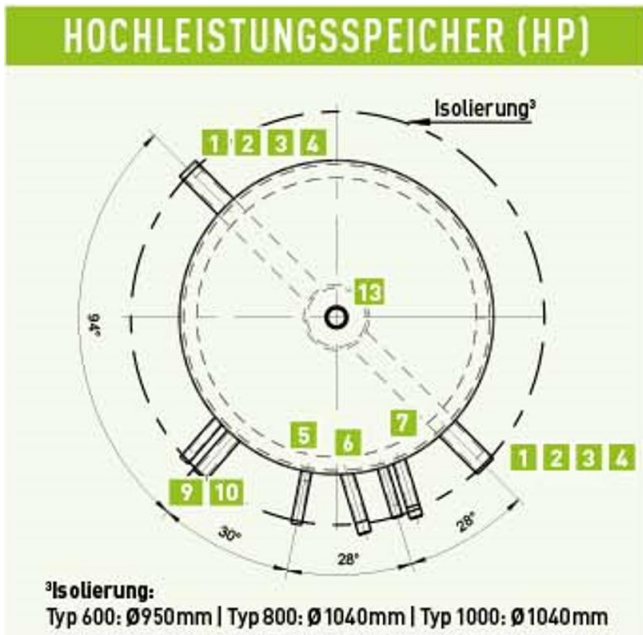 HOCHLEISTUNGSSPEICHER (HP)
Isolierung³
1 2 3 4
13
94°
5 6 7
1 2 3 4
9 10
30°
28°
28°
³Isolierung:
Typ 600: Ø950mm | Typ 800: Ø1040mm | Typ 1000: Ø1040mm